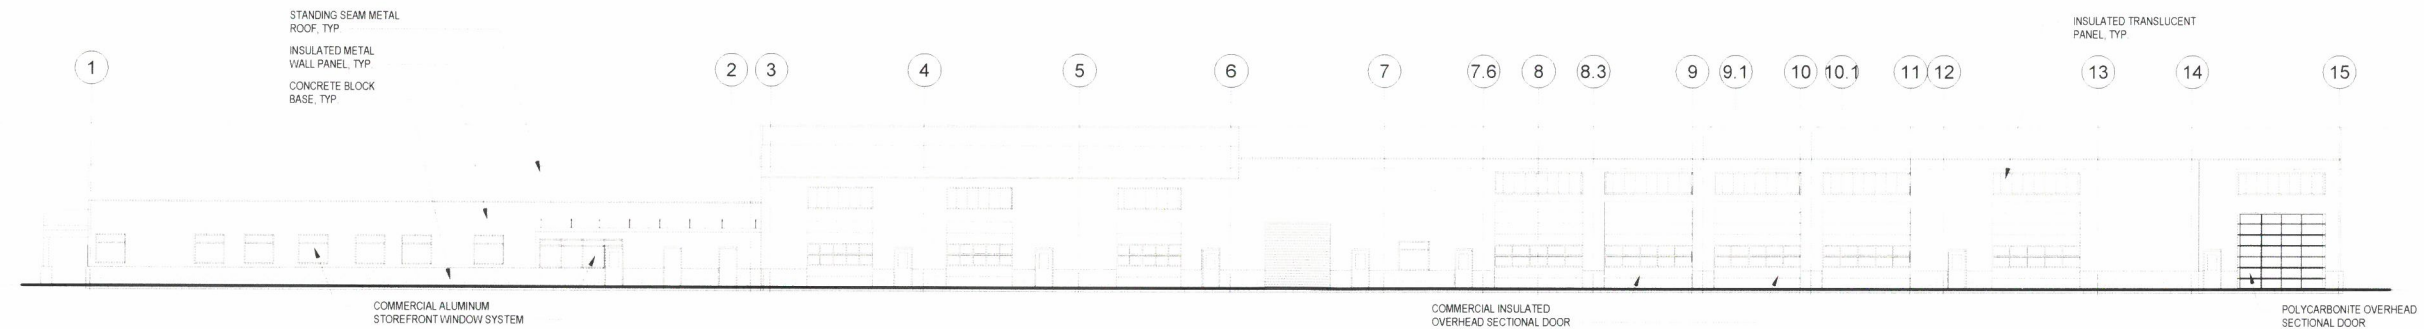 STANDING SEAM METAL
ROOF, TYP
INSULATED METAL
WALL PANEL, TYP.
CONCRETE BLOCK
BASE, TYP.
INSULATED TRANSLUCENT
PANEL, TYP
1
2
3
4
5
6
7
7.6
8
8.3
9
9.1
10
10.1
11
12
13
14
15
COMMERCIAL ALUMINUM
STOREFRONT WINDOW SYSTEM
COMMERCIAL INSULATED
OVERHEAD SECTIONAL DOOR
POLYCARBONITE OVERHEAD
SECTIONAL DOOR